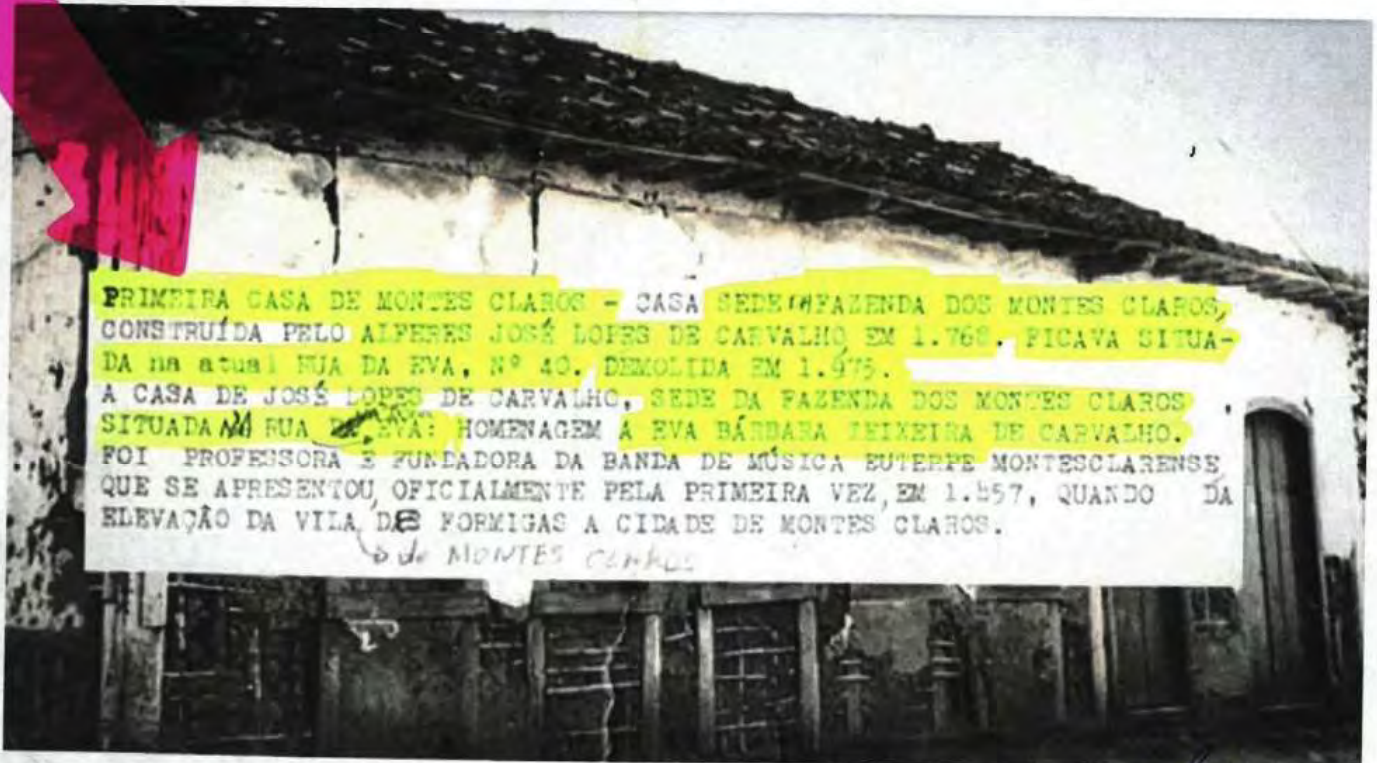 PRIMEIRA CASA DE MONTES CLAROS - CASA SEDE DA FAZENDA DOS MONTES CLAROS,
CONSTRUÍDA PELO ALFERES JOSÉ LOPES DE CARVALHO EM 1.768. FICAVA SITUA-
DA na atual RUA DA EVA, Nº 40. DEMOLIDA EM 1.975.
A CASA DE JOSÉ LOPES DE CARVALHO, SEDE DA FAZENDA DOS MONTES CLAROS,
SITUADA NA RUA EVA: HOMENAGEM A EVA BÁRBARA TEIXEIRA DE CARVALHO.
FOI PROFESSORA E FUNDADORA DA BANDA DE MÚSICA EUTERPE MONTESCLARENSE,
QUE SE APRESENTOU, OFICIALMENTE PELA PRIMEIRA VEZ, EM 1.857, QUANDO DA
ELEVAÇÃO DA VILA DE FORMIGAS A CIDADE DE MONTES CLAROS.
de MONTES CLAROS